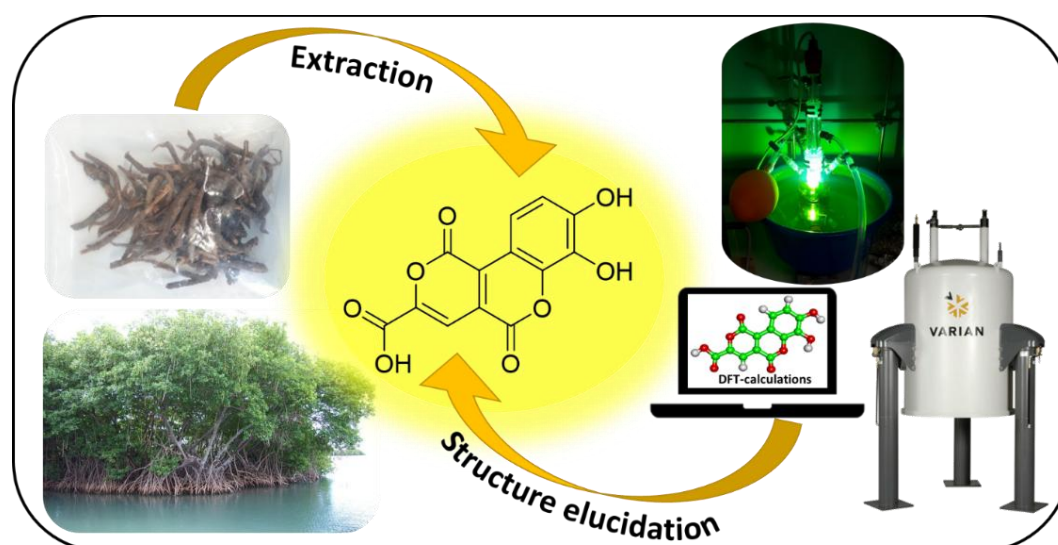 Extraction
OH
OH
O
O
O
O
O
OH
O
VARIAN
DFT-calculations
Structure elucidation